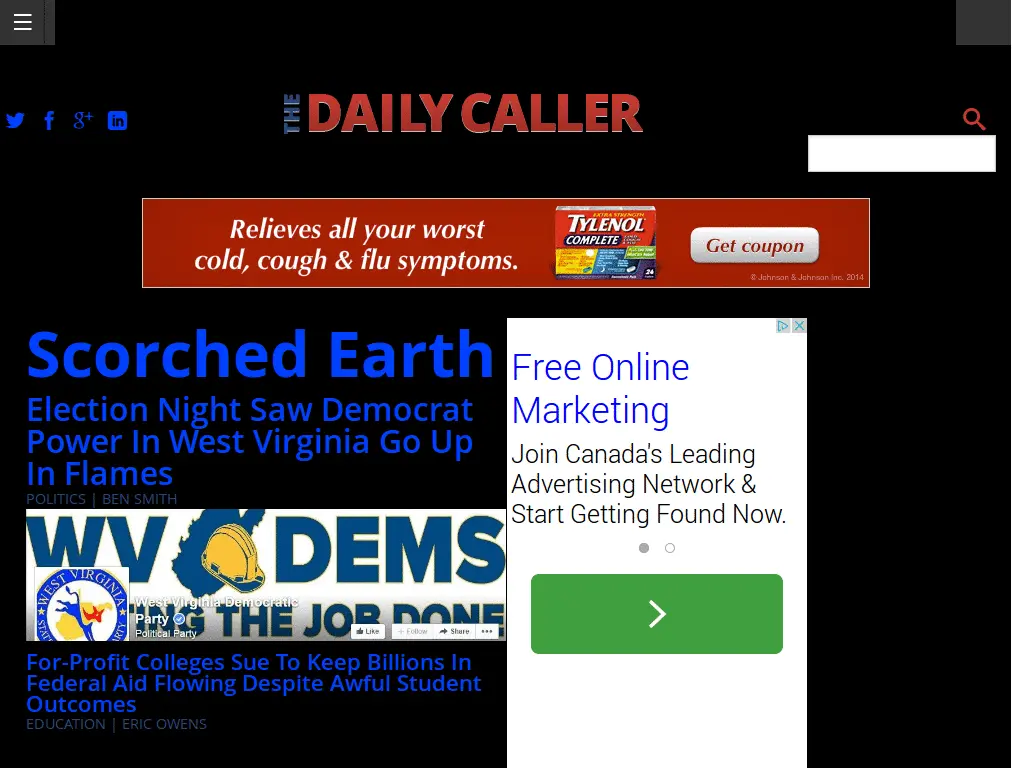 THE DAILY CALLER
Relieves all your worst
cold, cough & flu symptoms.
EXTRA STRENGTH
TYLENOL
COMPLETE
24
Get coupon
© Johnson & Johnson Inc. 2014
Scorched Earth
Election Night Saw Democrat
Power In West Virginia Go Up
In Flames
POLITICS | BEN SMITH
WV DEMS
ING THE JOB DONE
WEST VIRGINIA
West Virginia Democratic
Party
Political Party
Like
+ Follow
Share
For-Profit Colleges Sue To Keep Billions In
Federal Aid Flowing Despite Awful Student
Outcomes
EDUCATION | ERIC OWENS
Free Online
Marketing
Join Canada's Leading
Advertising Network &
Start Getting Found Now.